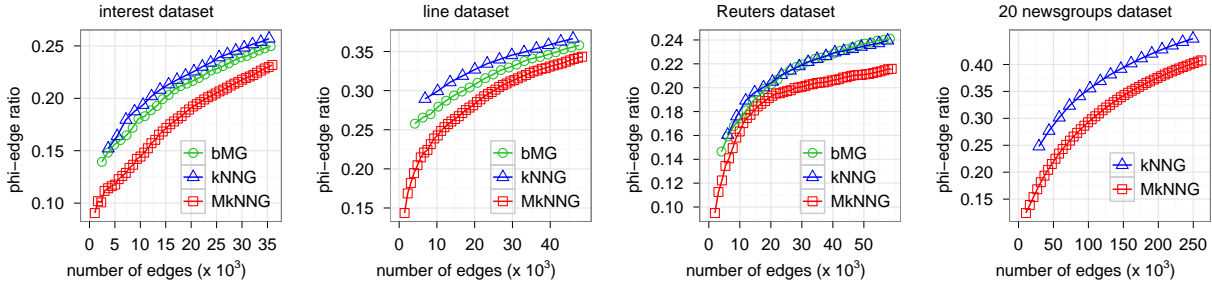 interest dataset
phi−edge ratio
0.25
0.20
0.15
0.10
bMG
kNNG
MkNNG
0 5 10 15 20 25 30 35
number of edges (x 10³)
line dataset
phi−edge ratio
0.35
0.30
0.25
0.20
0.15
bMG
kNNG
MkNNG
0 10 20 30 40
number of edges (x 10³)
Reuters dataset
phi−edge ratio
0.24
0.22
0.20
0.18
0.16
0.14
0.12
0.10
bMG
kNNG
MkNNG
0 10 20 30 40 50
number of edges (x 10³)
20 newsgroups dataset
phi−edge ratio
0.45
0.40
0.35
0.30
0.25
0.20
0.15
kNNG
MkNNG
0 50 100 150 200 250
number of edges (x 10³)